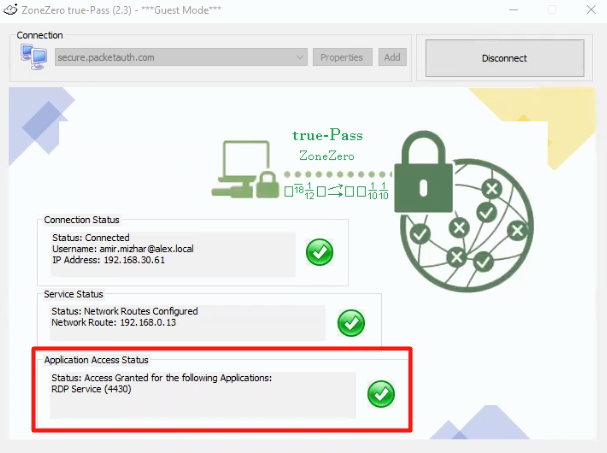 ZoneZero true-Pass (2.3) - ***Guest Mode***
Connection
secure.packetauth.com
Properties
Add
Disconnect
true-Pass
ZoneZero
Connection Status
Status: Connected
Username: amir.mizhar@alex.local
IP Address: 192.168.30.61
Service Status
Status: Network Routes Configured
Network Route: 192.168.0.13
Application Access Status
Status: Access Granted for the following Applications:
RDP Service (4430)